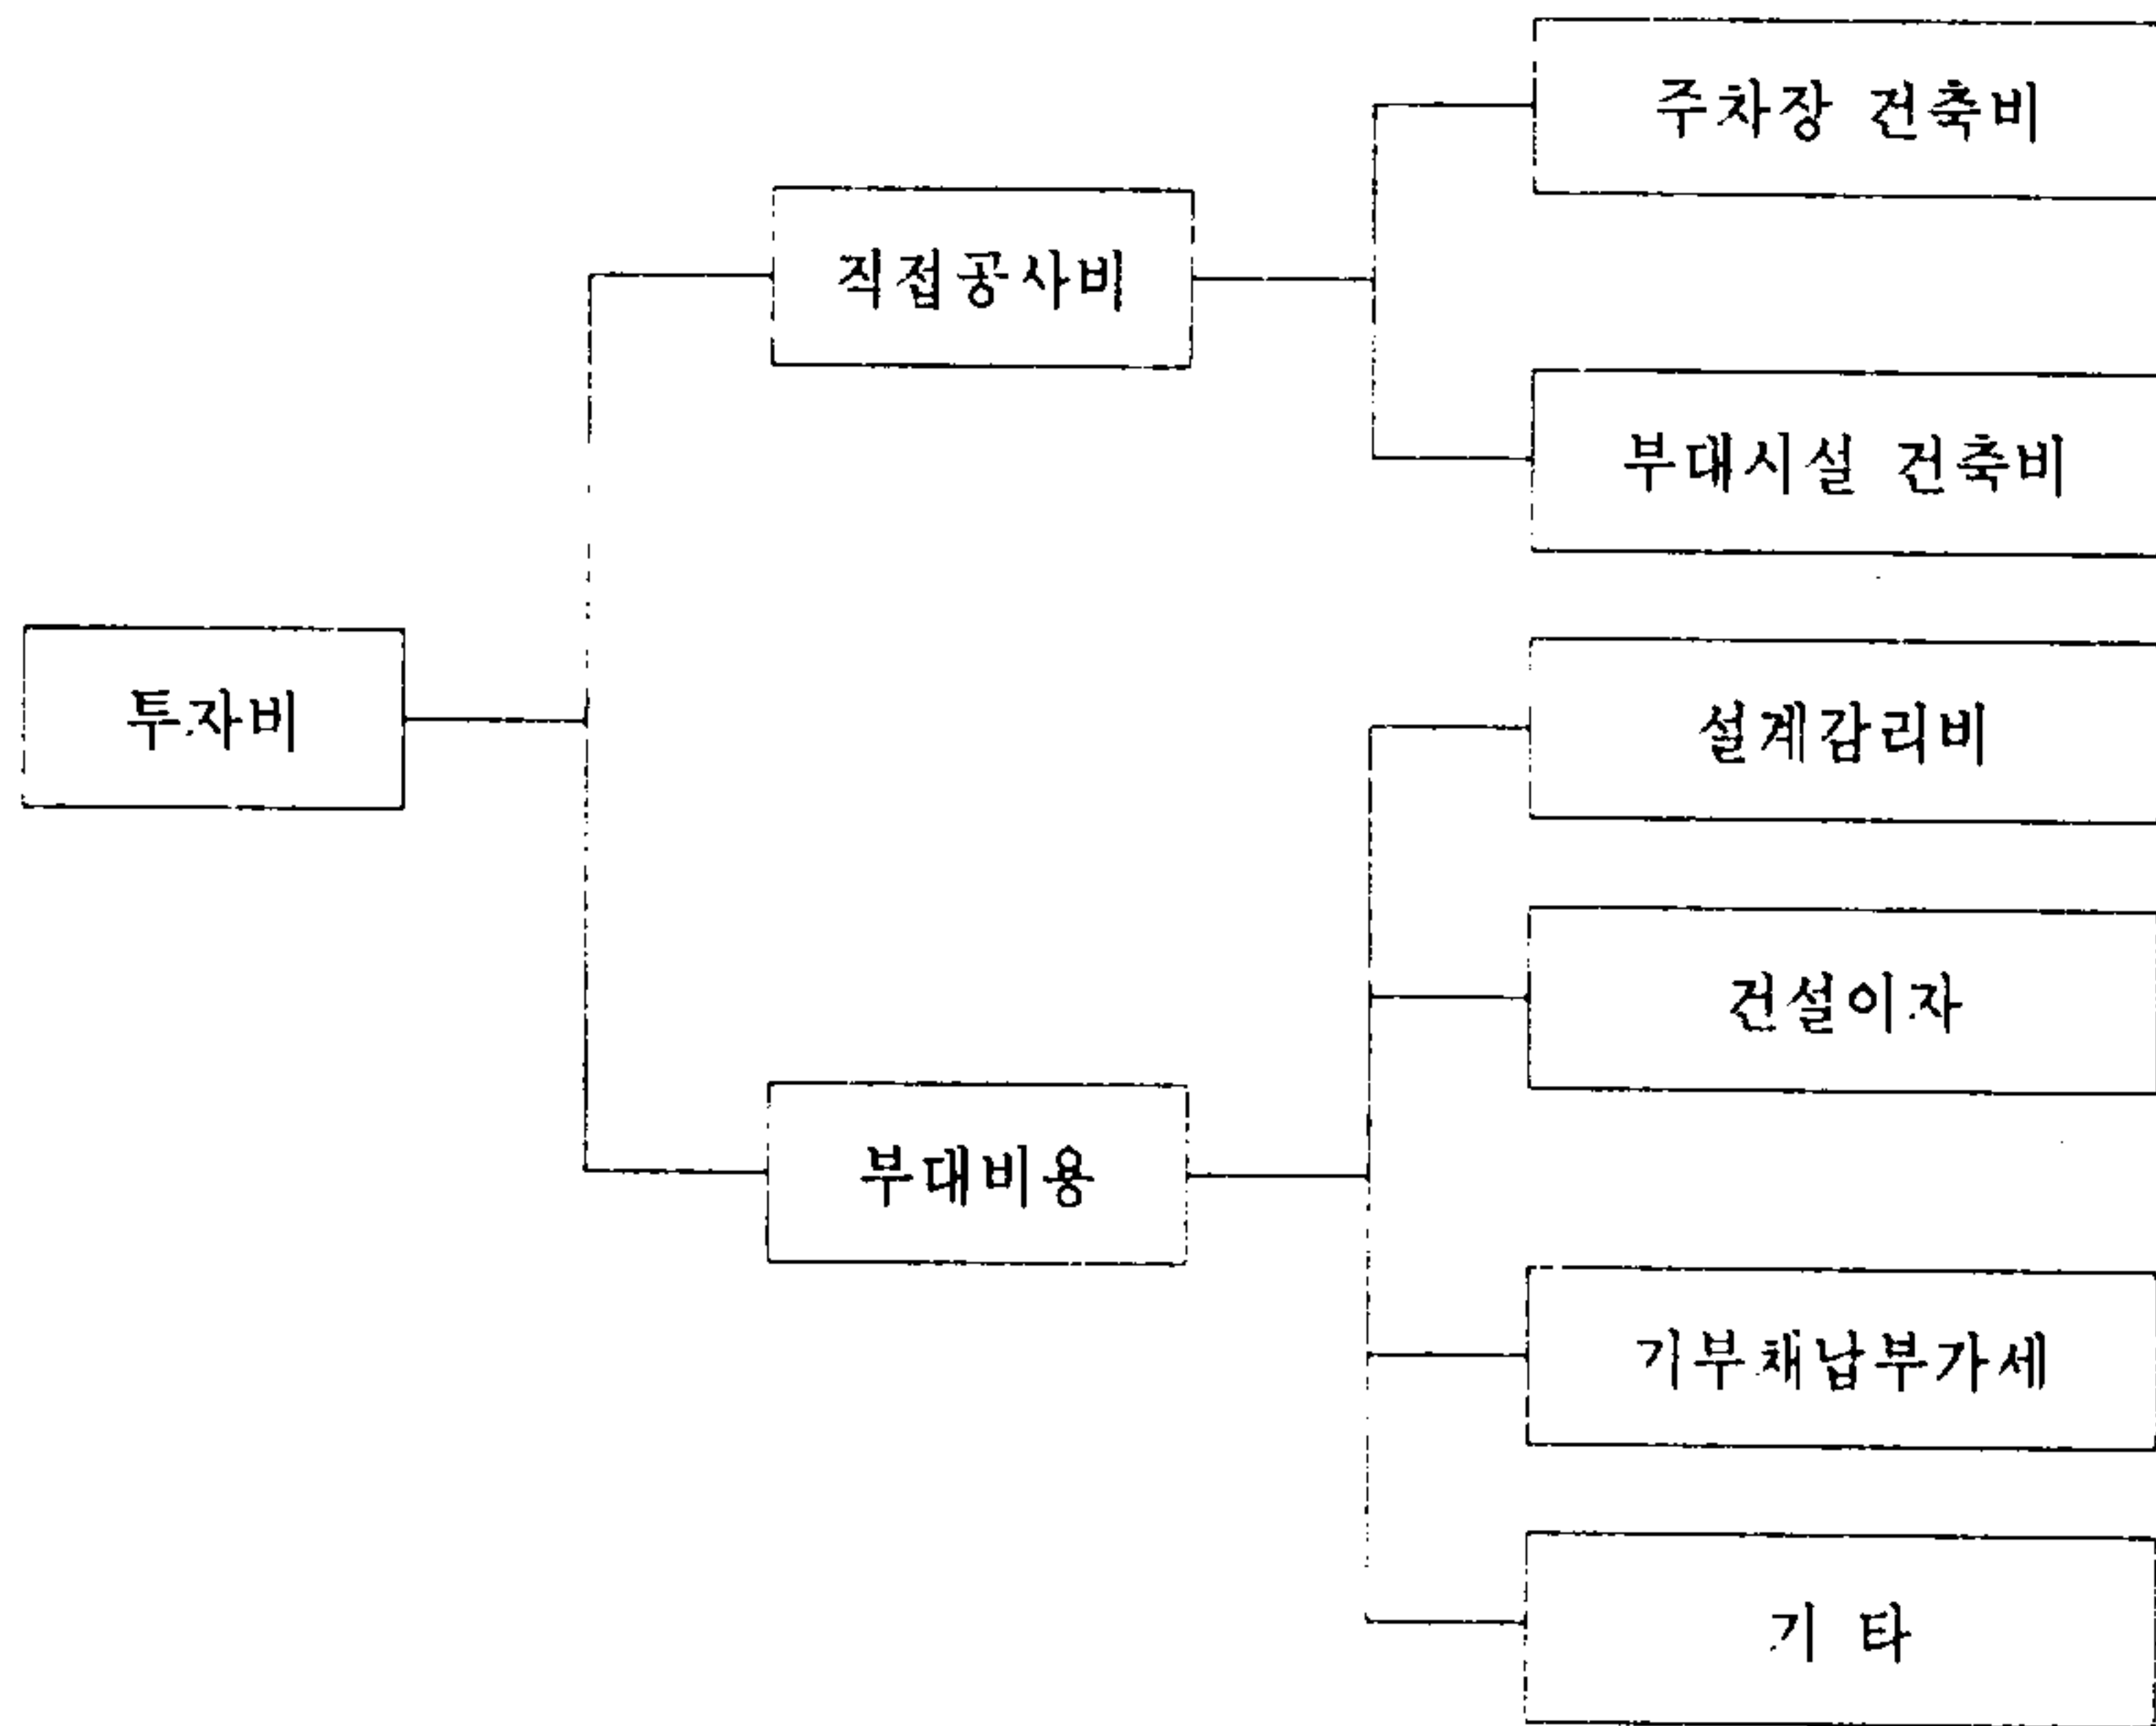 주차장 건축비
직접공사비
부대시설 건축비
투자비
설계감리비
건설이자
부대비용
기부채납부가세
기 타